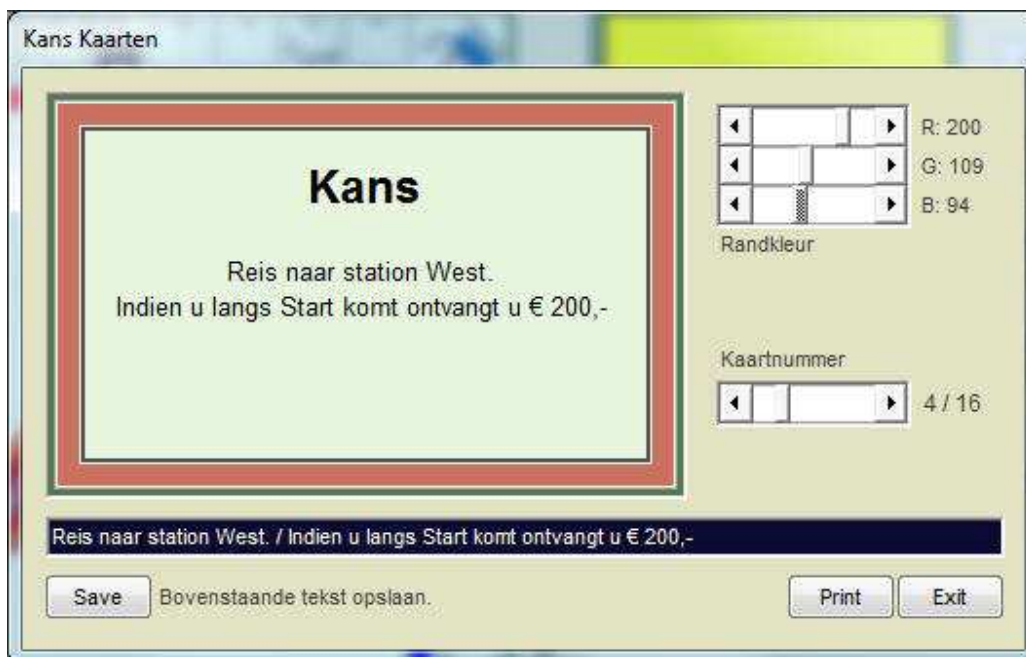 Kans Kaarten
Kans
Reis naar station West.
Indien u langs Start komt ontvangt u € 200,-
R: 200
G: 109
B: 94
Randkleur
Kaartnummer
4 / 16
Reis naar station West. / Indien u langs Start komt ontvangt u € 200,-
Save
Bovenstaande tekst opslaan.
Print
Exit